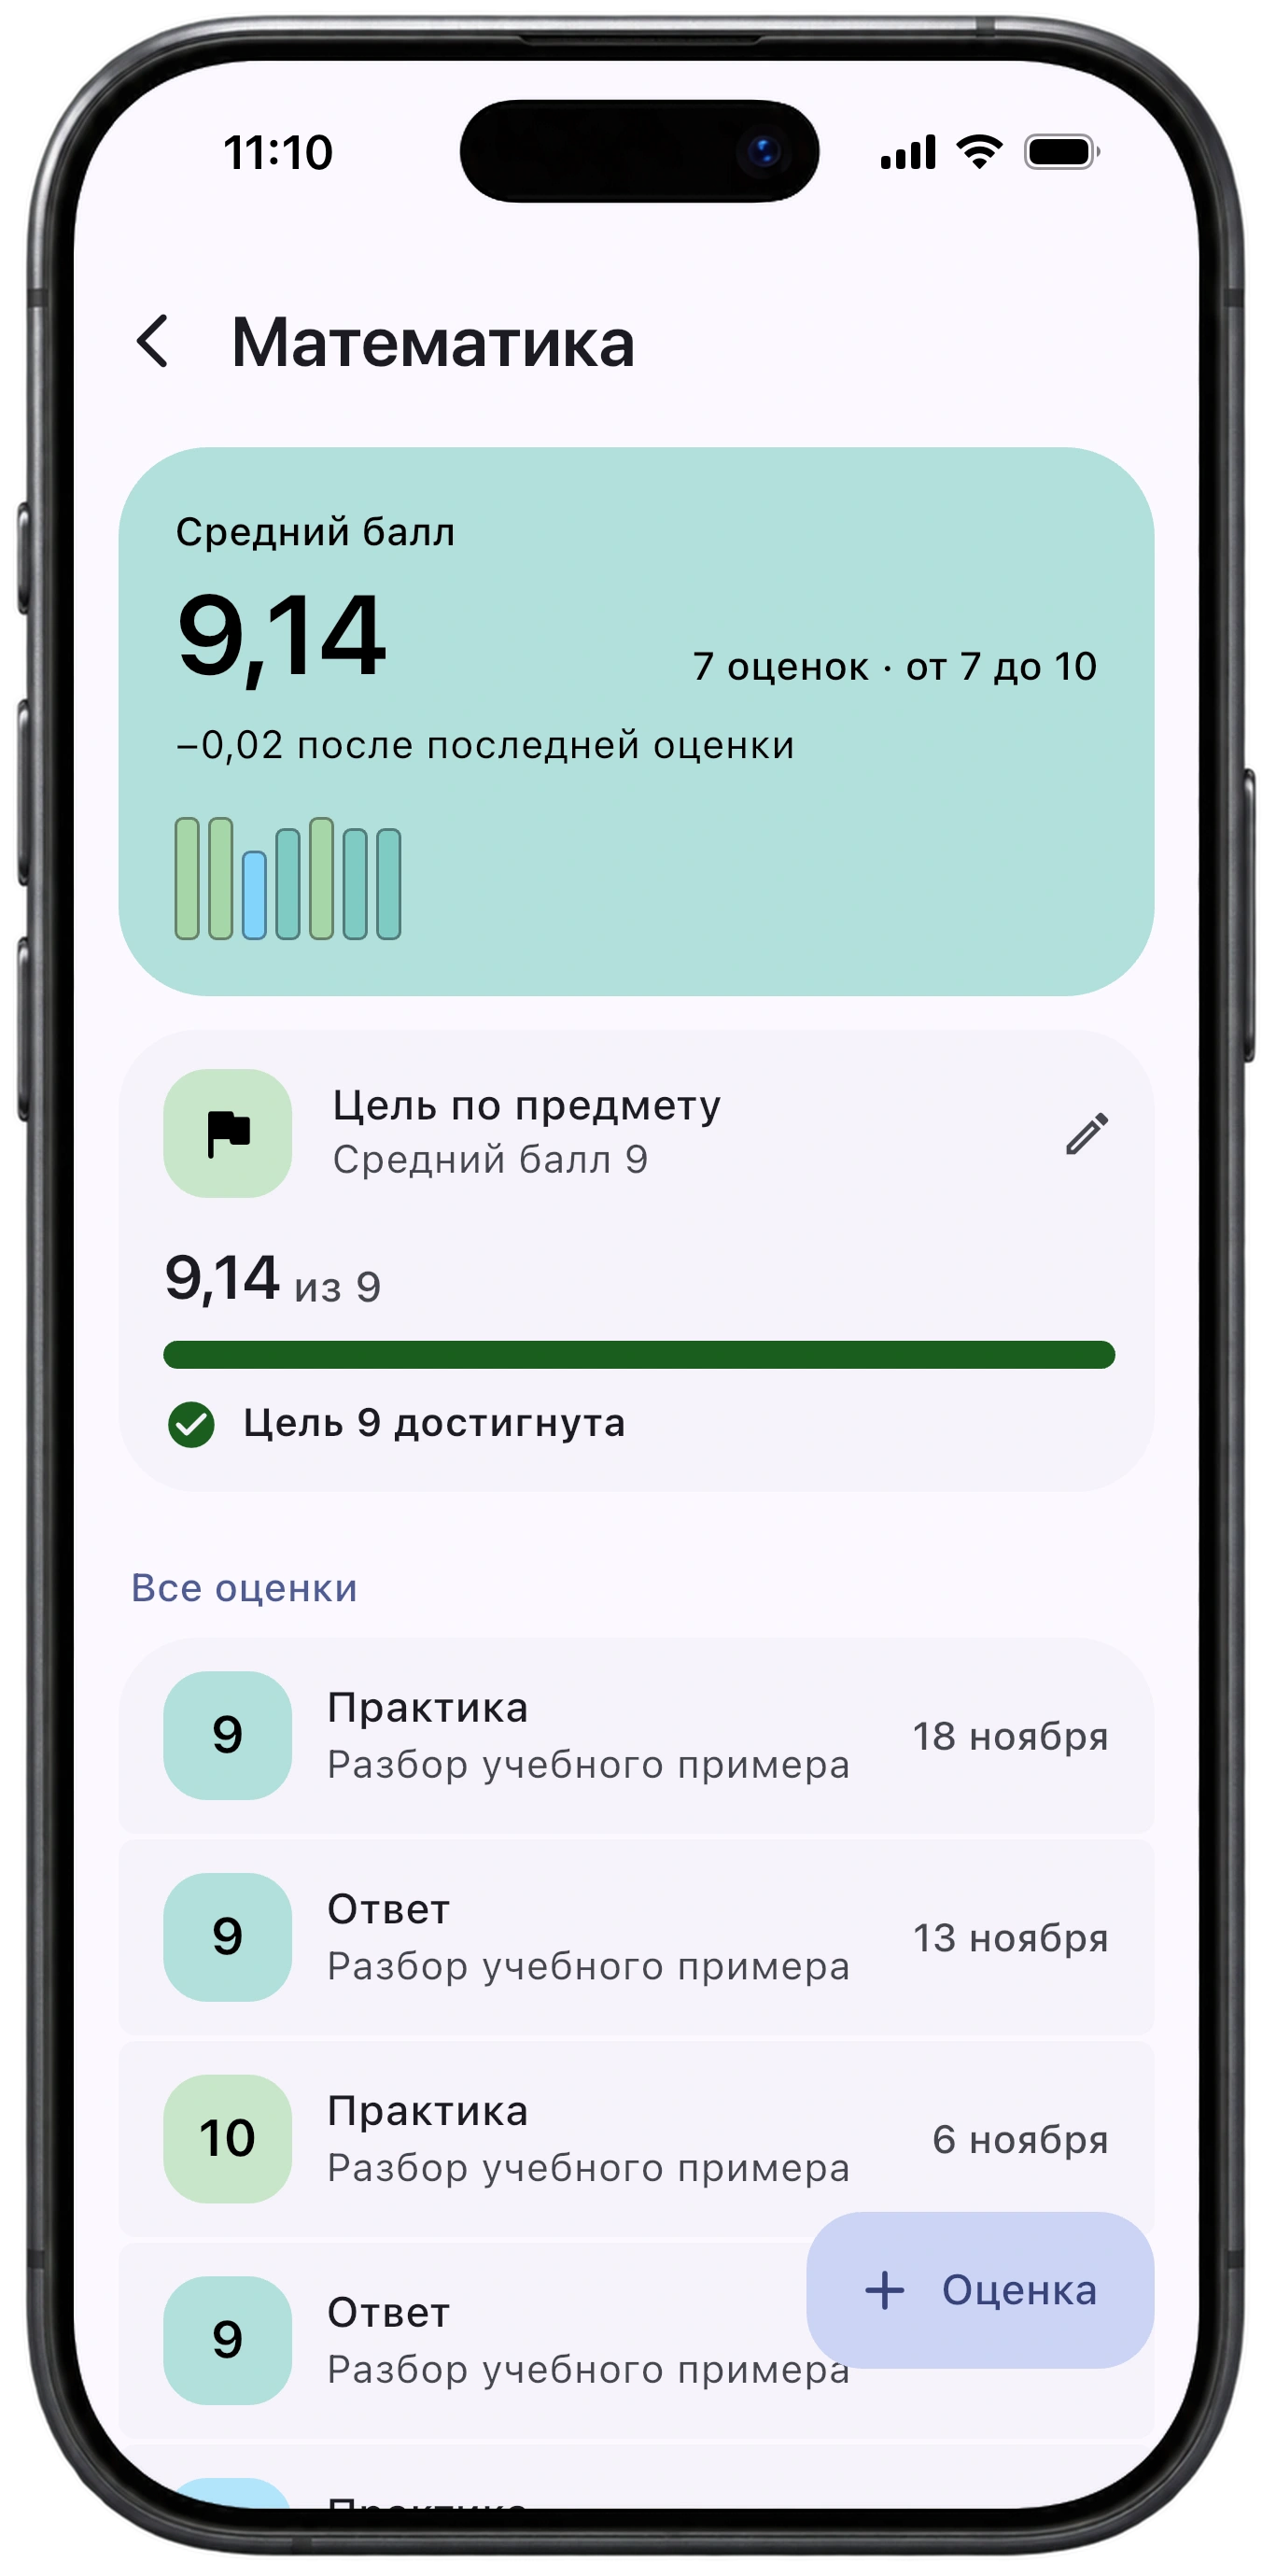 11:10
Математика
Средний балл
9,14
7 оценок · от 7 до 10
−0,02 после последней оценки
Цель по предмету
Средний балл 9
9,14 из 9
Цель 9 достигнута
Все оценки
9
Практика
Разбор учебного примера
18 ноября
9
Ответ
Разбор учебного примера
13 ноября
10
Практика
Разбор учебного примера
6 ноября
9
Ответ
Разбор учебного примера
+ Оценка
Практика